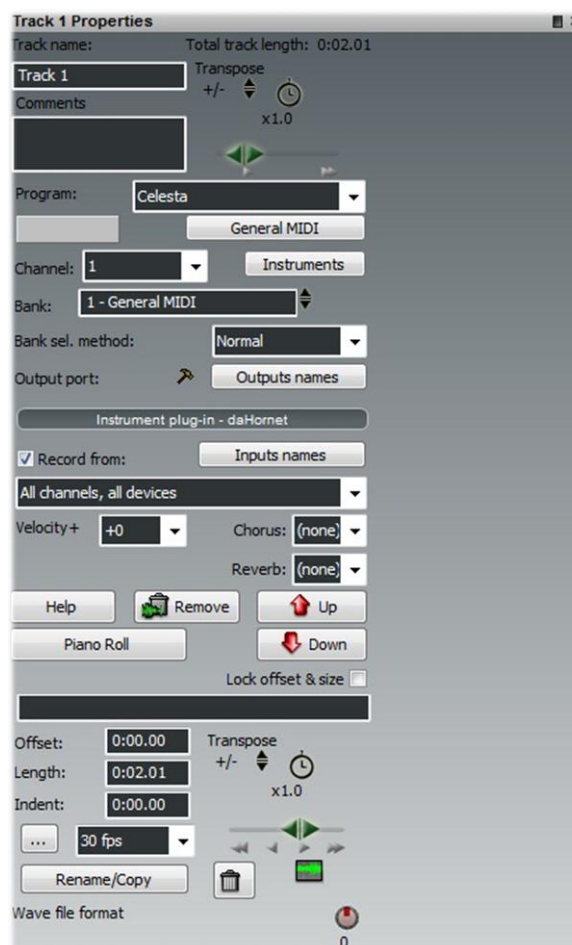 Track 1 Properties
Track name: Total track length: 0:02.01
Track 1
Transpose
+/-
Comments
x1.0
Program: Celesta
General MIDI
Channel: 1 Instruments
Bank: 1 - General MIDI
Bank sel. method: Normal
Output port: Outputs names
Instrument plug-in - daHornet
Record from: Inputs names
All channels, all devices
Velocity+ +0 Chorus: (none)
Reverb: (none)
Help Remove Up
Piano Roll Down
Lock offset & size
Offset: 0:00.00 Transpose
+/-
Length: 0:02.01
x1.0
Indent: 0:00.00
... 30 fps
Rename/Copy
Wave file format
0